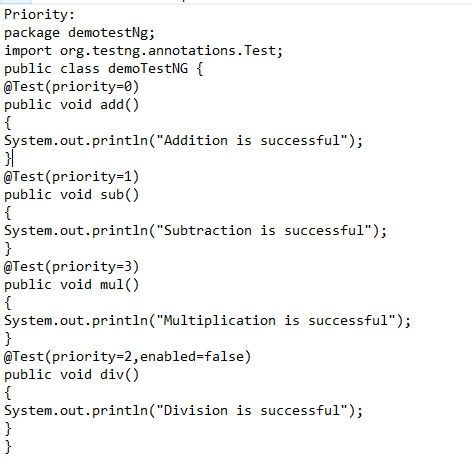 Priority:
package demotestNg;
import org.testng.annotations.Test;
public class demoTestNG {
@Test(priority=0)
public void add()
{
System.out.println("Addition is successful");
}
@Test(priority=1)
public void sub()
{
System.out.println("Subtraction is successful");
}
@Test(priority=3)
public void mul()
{
System.out.println("Multiplication is successful");
}
@Test(priority=2,enabled=false)
public void div()
{
System.out.println("Division is successful");
}
}